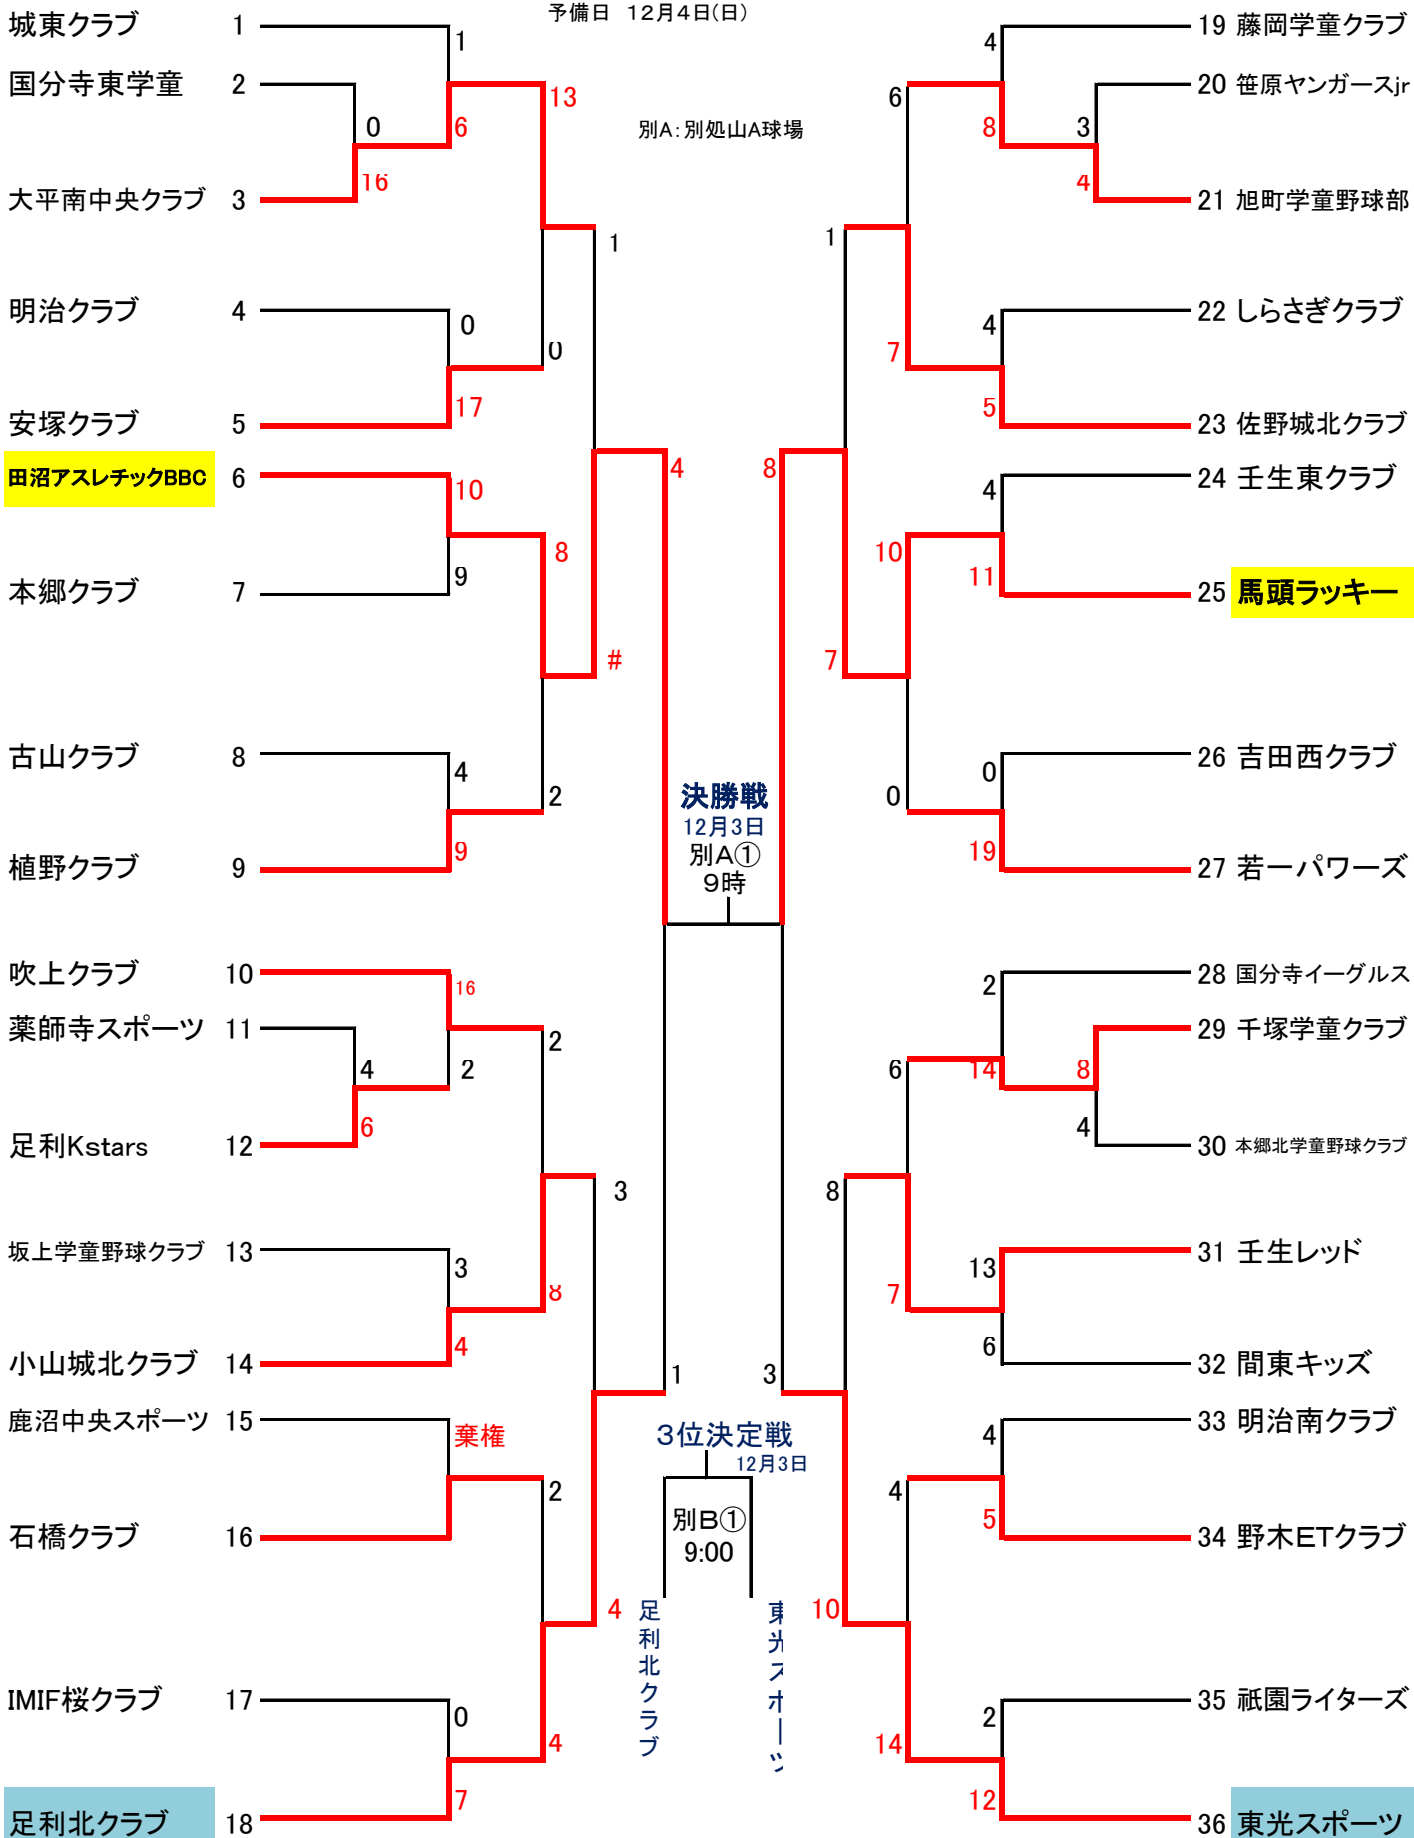 予備日 12月4日(日)
別A:別処山A球場
城東クラブ 1
1
国分寺東学童 2
13
0
6
16
大平南中央クラブ 3
1
明治クラブ 4
0
0
17
安塚クラブ 5
田沼アスレチックBBC 6
10
4
8
9
本郷クラブ 7
#
古山クラブ 8
4
2
9
植野クラブ 9
吹上クラブ 10
16
薬師寺スポーツ 11
2
4
2
6
足利Kstars 12
3
坂上学童野球クラブ 13
3
8
4
小山城北クラブ 14
1
鹿沼中央スポーツ 15
棄権
2
石橋クラブ 16
4
IMIF桜クラブ 17
0
4
7
足利北クラブ 18
決勝戦
12月3日
別A①
9時
3位決定戦
12月3日
別B①
9:00
足利北クラブ
東光スポーツ
19 藤岡学童クラブ
4
20 笹原ヤンガースjr
6
3
8
4
21 旭町学童野球部
1
22 しらさぎクラブ
4
7
5
23 佐野城北クラブ
8
24 壬生東クラブ
4
10
11
25 馬頭ラッキー
7
26 吉田西クラブ
0
0
19
27 若一パワーズ
28 国分寺イーグルス
2
29 千塚学童クラブ
6
14
8
4
30 本郷北学童野球クラブ
8
31 壬生レッド
13
7
6
32 間東キッズ
3
33 明治南クラブ
4
4
5
34 野木ETクラブ
10
35 祇園ライターズ
2
14
12
36 東光スポーツ